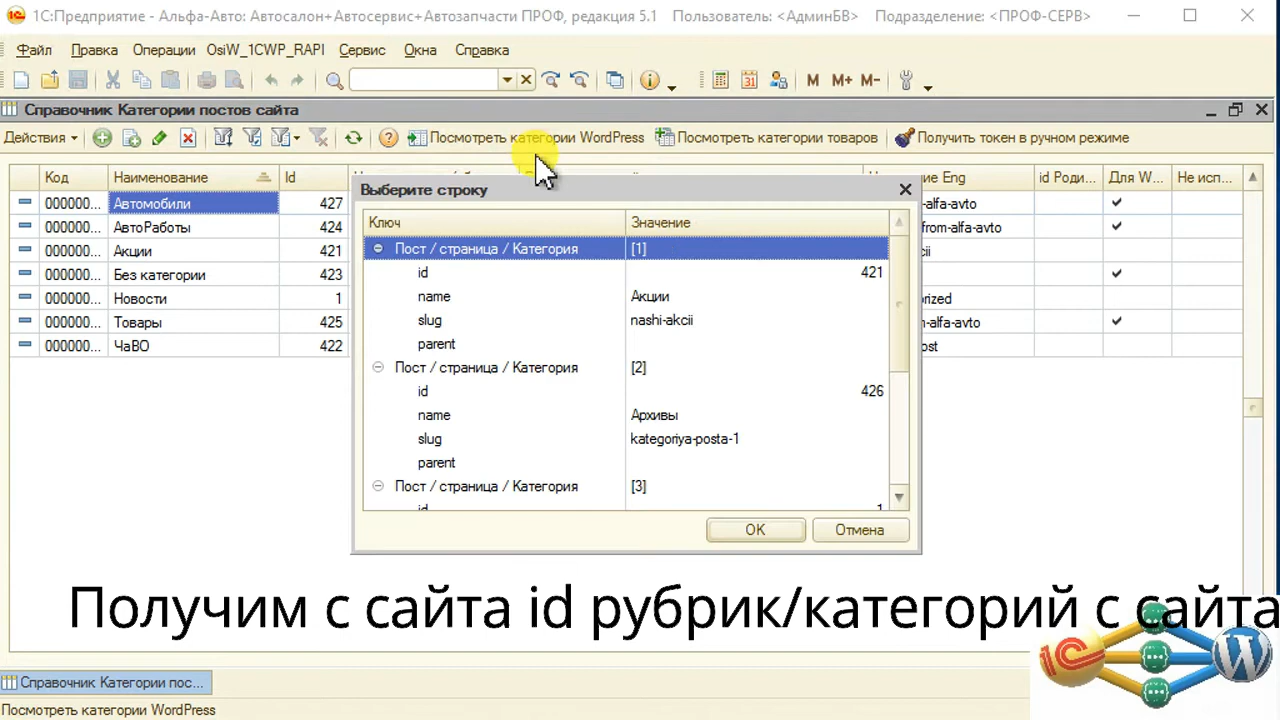 1С:Предприятие - Альфа-Авто: Автосалон+Автосервис+Автозапчасти ПРОФ, редакция 5.1 Пользователь: <АдминБВ> Подразделение: <ПРОФ-СЕРВ>
Файл Правка Операции OsiW_1CWP_RAPI Сервис Окна Справка
M M+ M-
Справочник Категории постов сайта
Действия Посмотреть категории WordPress Посмотреть категории товаров Получить токен в ручном режиме
Код Наименование Id ние Eng id Роди... Для W... Не исп...
000000... Автомобили 427 -alfa-avto
000000... АвтоРаботы 424 from-alfa-avto
000000... Акции 421 cii
000000... Без категории 423
000000... Новости 1 rized
000000... Товары 425 n-alfa-avto
000000... ЧаВО 422 ost
Выберите строку
Ключ Значение
Пост / страница / Категория [1]
id 421
name Акции
slug nashi-akcii
parent
Пост / страница / Категория [2]
id 426
name Архивы
slug kategoriya-posta-1
parent
Пост / страница / Категория [3]
id 1
OK Отмена
Получим с сайта id рубрик/категорий с сайта
Справочник Категории пос...
Посмотреть категории WordPress